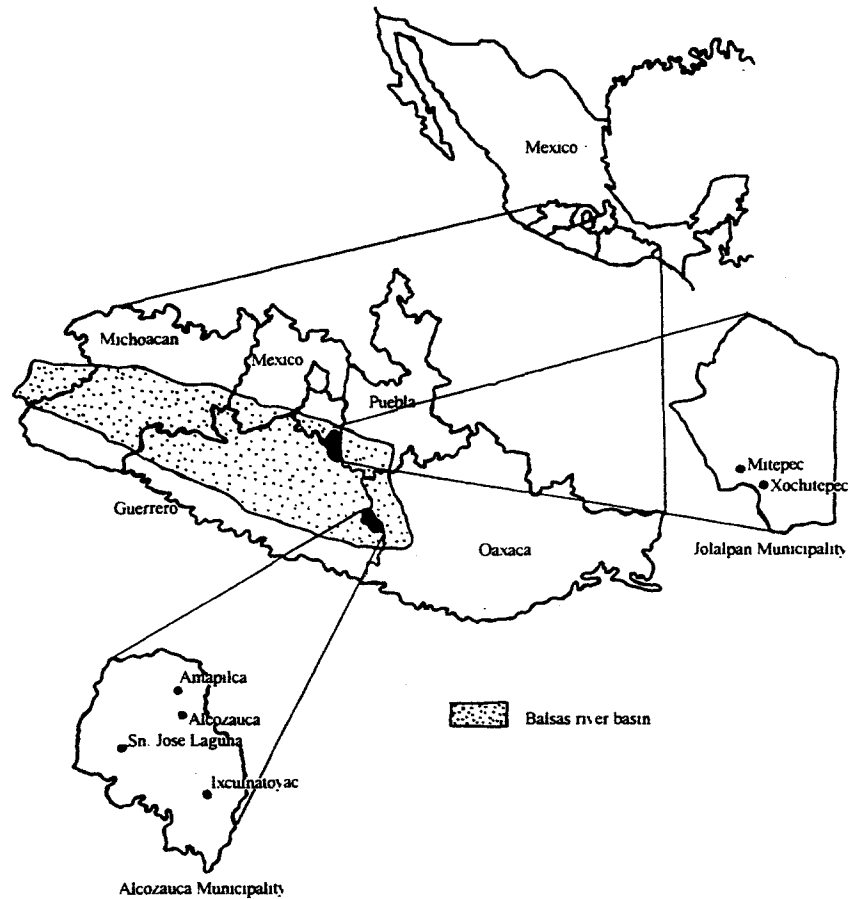 Mexico
Michoacan
Mexico
Puebla
Guerrero
Oaxaca
Mitepec
Xochitepec
Jolalpan Municipality
Amapilca
Alcozauca
Sn. Jose Laguna
Ixcuinatoyac
Balsas river basin
Alcozauca Municipality